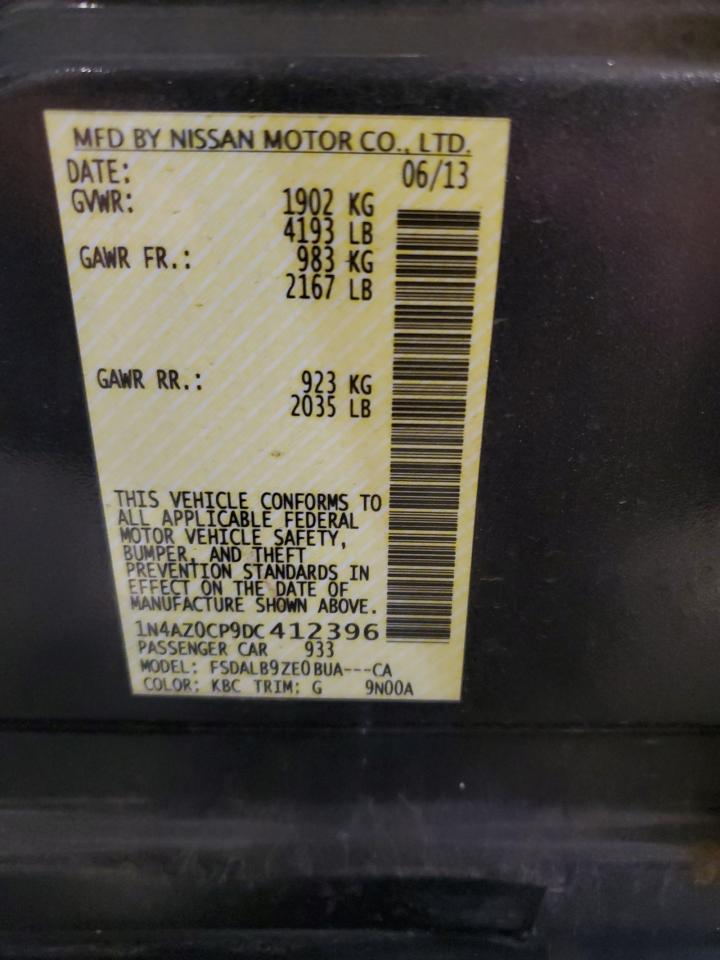 MFD BY NISSAN MOTOR CO., LTD.
DATE: 06/13
GVWR: 1902 KG
4193 LB
GAWR FR.: 983 KG
2167 LB
GAWR RR.: 923 KG
2035 LB
THIS VEHICLE CONFORMS TO
ALL APPLICABLE FEDERAL
MOTOR VEHICLE SAFETY,
BUMPER, AND THEFT
PREVENTION STANDARDS IN
EFFECT ON THE DATE OF
MANUFACTURE SHOWN ABOVE.
1N4AZ0CP9DC412396
PASSENGER CAR 933
MODEL: FSDALB9ZE0BUA---CA
COLOR: KBC TRIM: G 9N00A